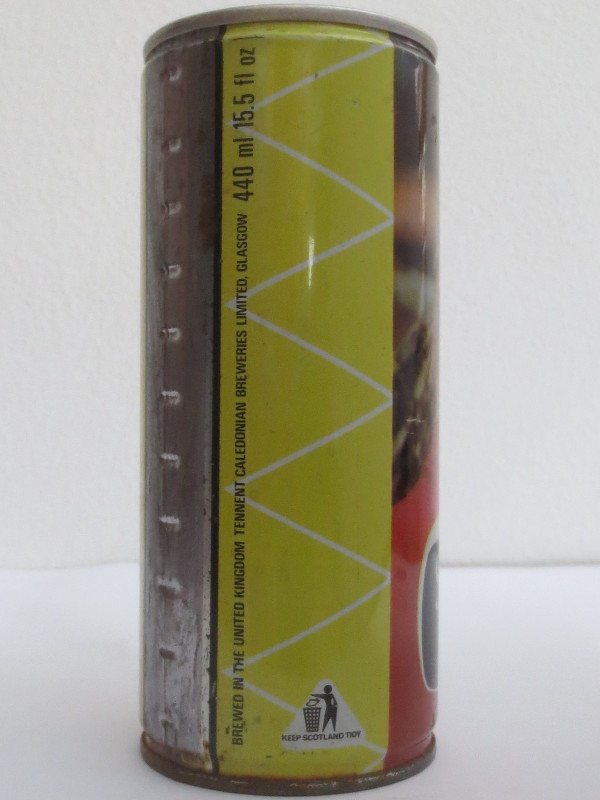 BREWED IN THE UNITED KINGDOM TENNENT CALEDONIAN BREWERIES LIMITED, GLASGOW 440 ml 15.5 fl oz
KEEP SCOTLAND TIDY